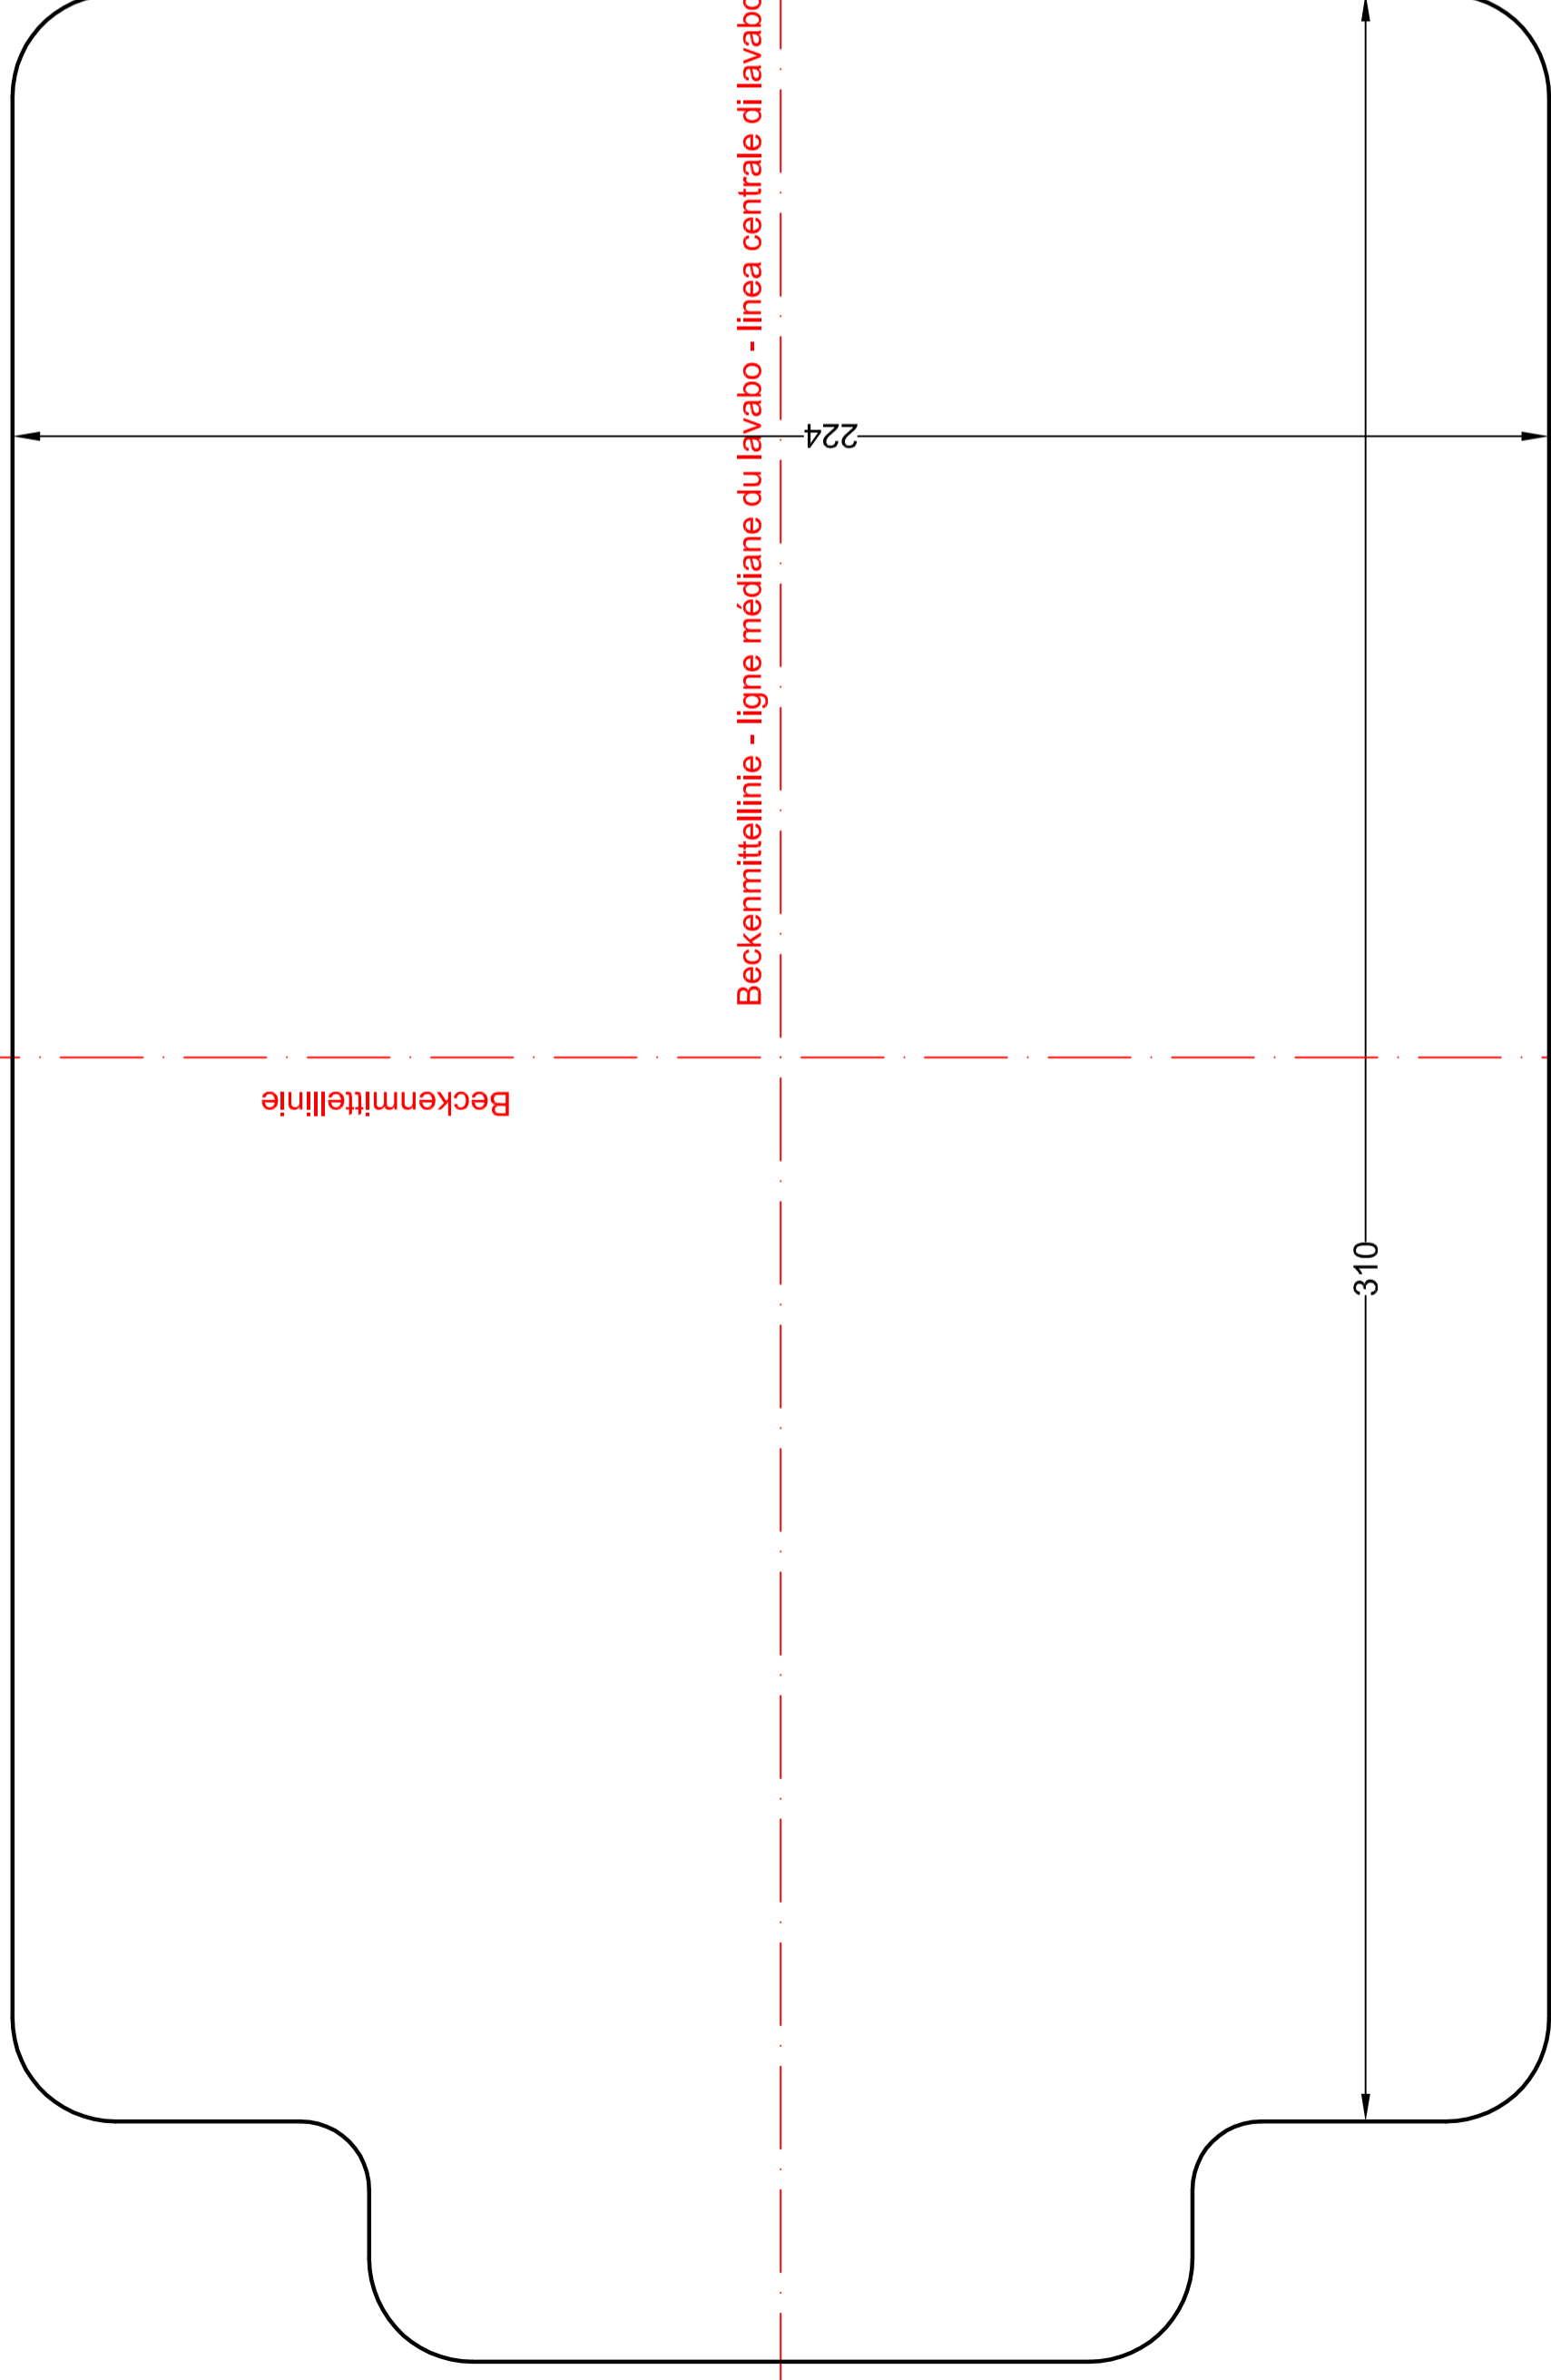 Beckenmittellinie - ligne médiane du lavabo - linea centrale di lavabo
224
Beckenmittellinie
310